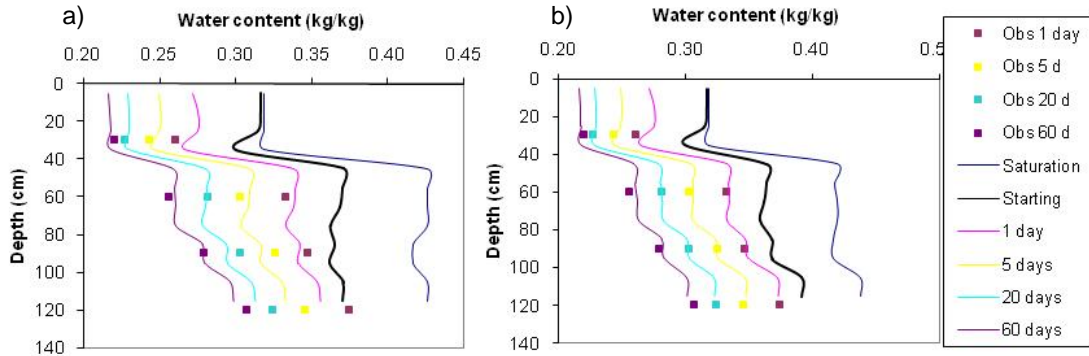 a)
Water content (kg/kg)
0.20 0.25 0.30 0.35 0.40 0.45
0
20
40
60
80
100
120
140
Depth (cm)
b)
Water content (kg/kg)
0.20 0.30 0.40 0.5
0
20
40
60
80
100
120
140
Depth (cm)
Obs 1 day
Obs 5 d
Obs 20 d
Obs 60 d
Saturation
Starting
1 day
5 days
20 days
60 days